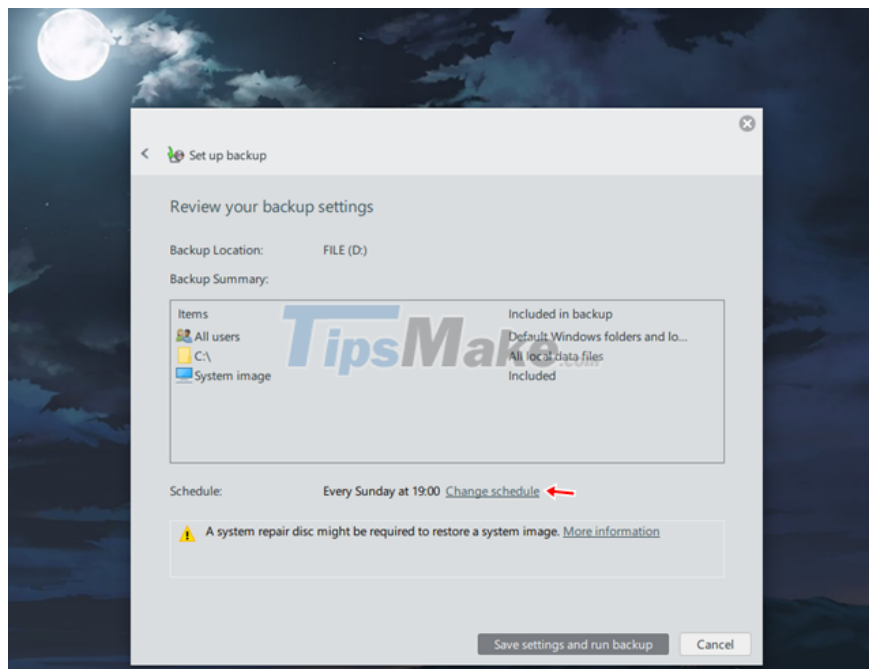 Set up backup
Review your backup settings
Backup Location: FILE (D:)
Backup Summary:
Items Included in backup
All users Default Windows folders and lo...
C:\ All local data files
System image Included
TipsMake.com
Schedule: Every Sunday at 19:00 Change schedule
A system repair disc might be required to restore a system image. More information
Save settings and run backup Cancel